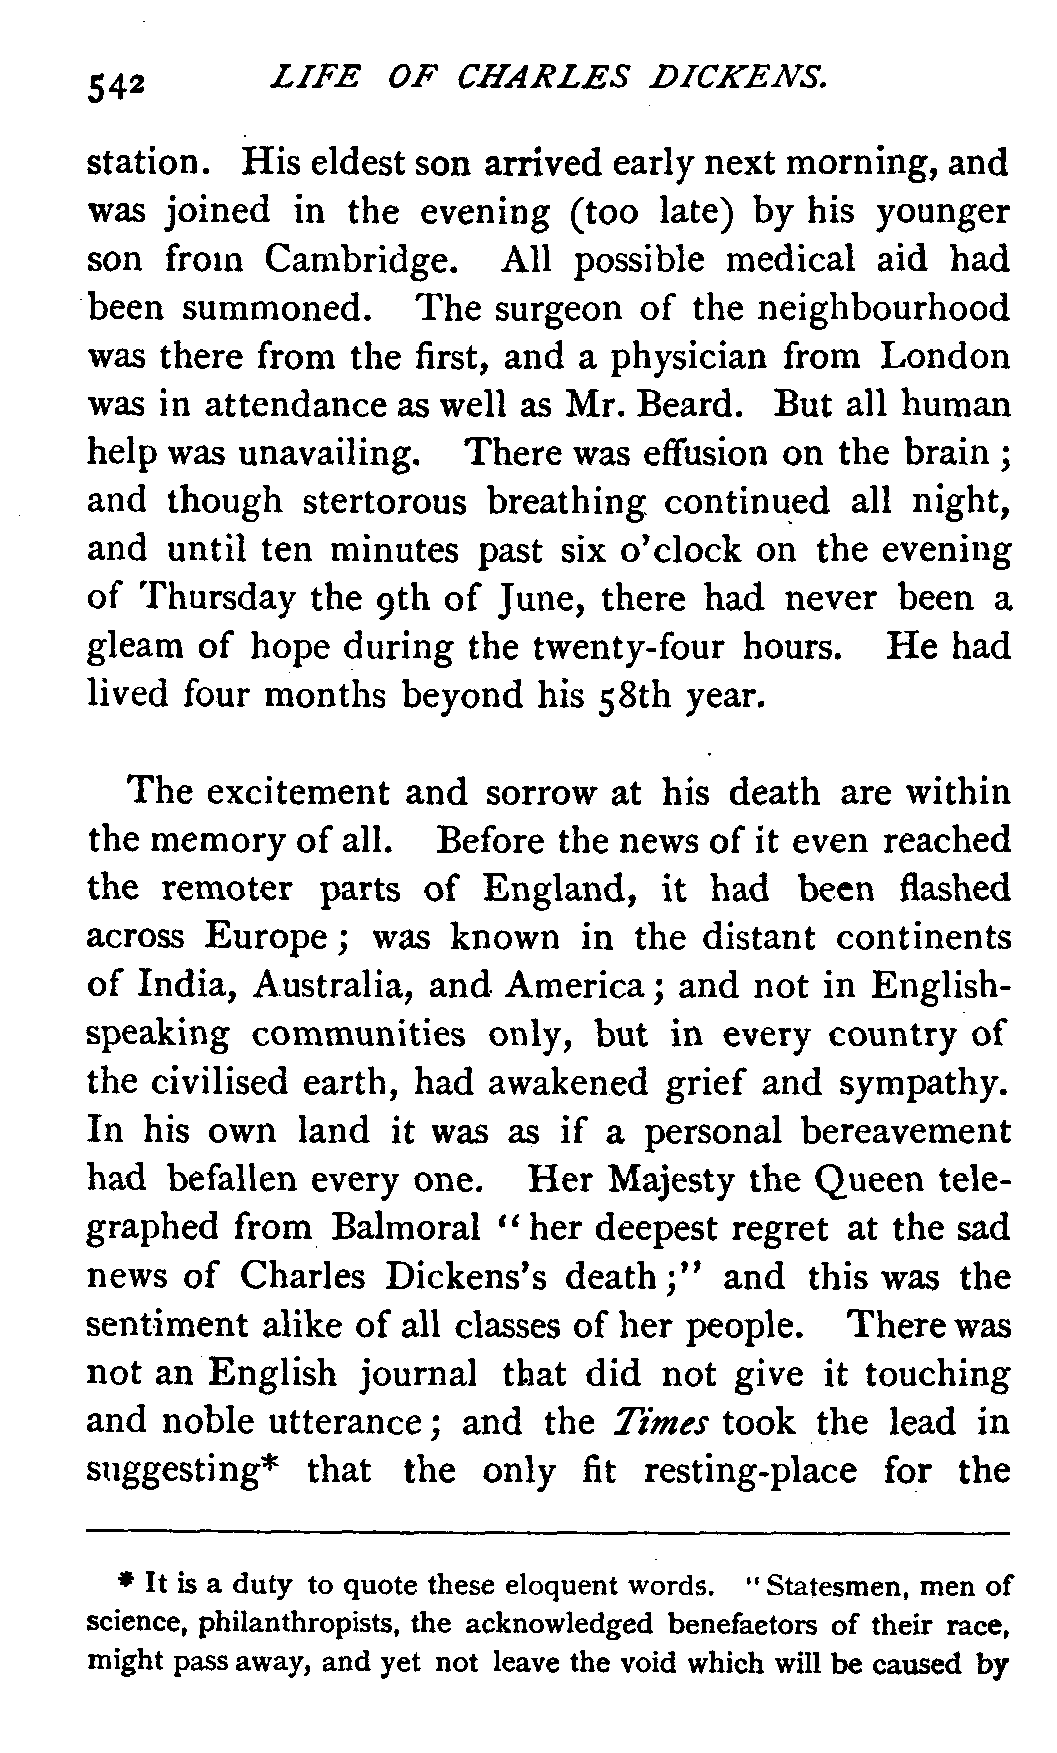 542 LIFE OF CHARLES DICKENS.
station. His eldest son arrived early next morning, and
was joined in the evening (too late) by his younger
son from Cambridge. All possible medical aid had
been summoned. The surgeon of the neighbourhood
was there from the first, and a physician from London
was in attendance as well as Mr. Beard. But all human
help was unavailing. There was effusion on the brain ;
and though stertorous breathing continued all night,
and until ten minutes past six o'clock on the evening
of Thursday the 9th of June, there had never been a
gleam of hope during the twenty-four hours. He had
lived four months beyond his 58th year.
The excitement and sorrow at his death are within
the memory of all. Before the news of it even reached
the remoter parts of England, it had been flashed
across Europe ; was known in the distant continents
of India, Australia, and America ; and not in English-
speaking communities only, but in every country of
the civilised earth, had awakened grief and sympathy.
In his own land it was as if a personal bereavement
had befallen every one. Her Majesty the Queen tele-
graphed from Balmoral "her deepest regret at the sad
news of Charles Dickens's death ;" and this was the
sentiment alike of all classes of her people. There was
not an English journal that did not give it touching
and noble utterance ; and the Times took the lead in
suggesting* that the only fit resting-place for the
* It is a duty to quote these eloquent words. "Statesmen, men of
science, philanthropists, the acknowledged benefactors of their race,
might pass away, and yet not leave the void which will be caused by